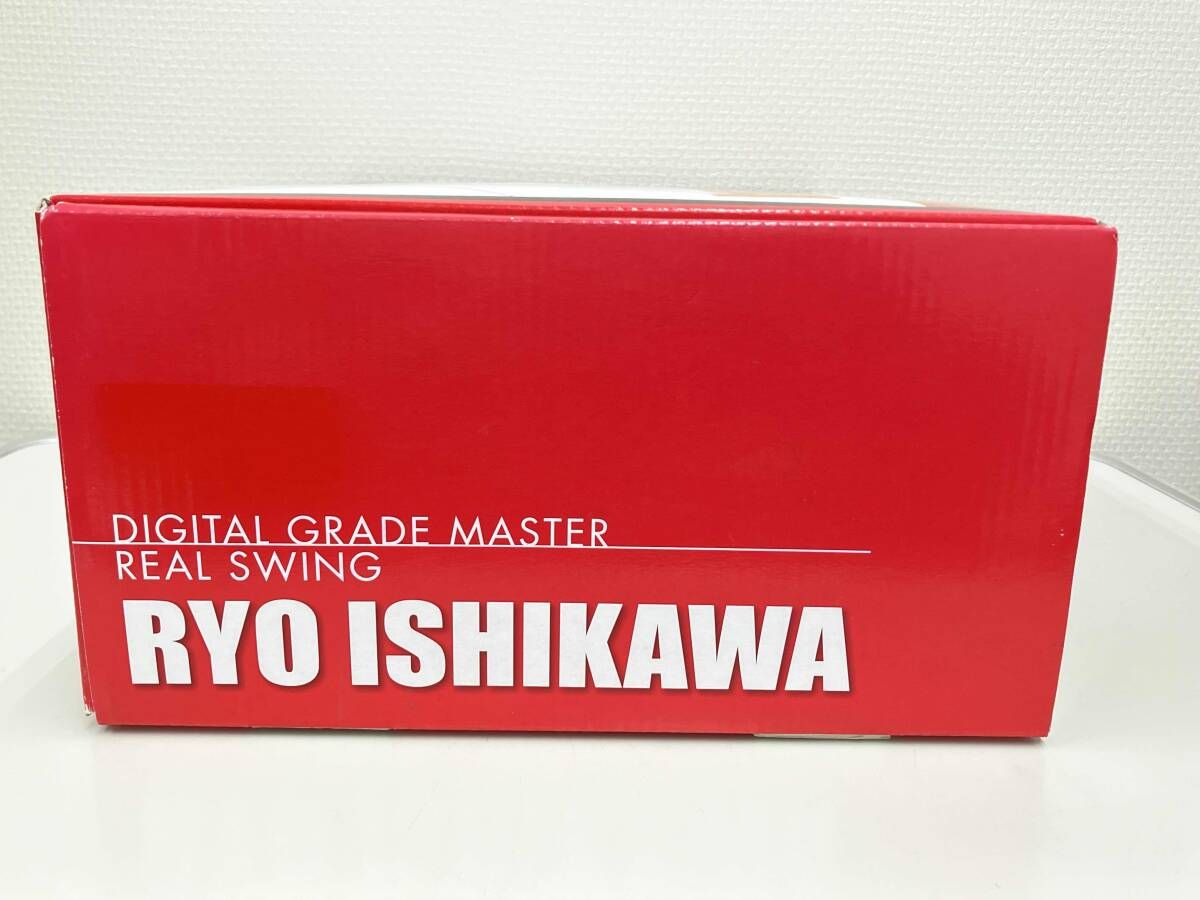 DIGITAL GRADE MASTER
REAL SWING
RYO ISHIKAWA